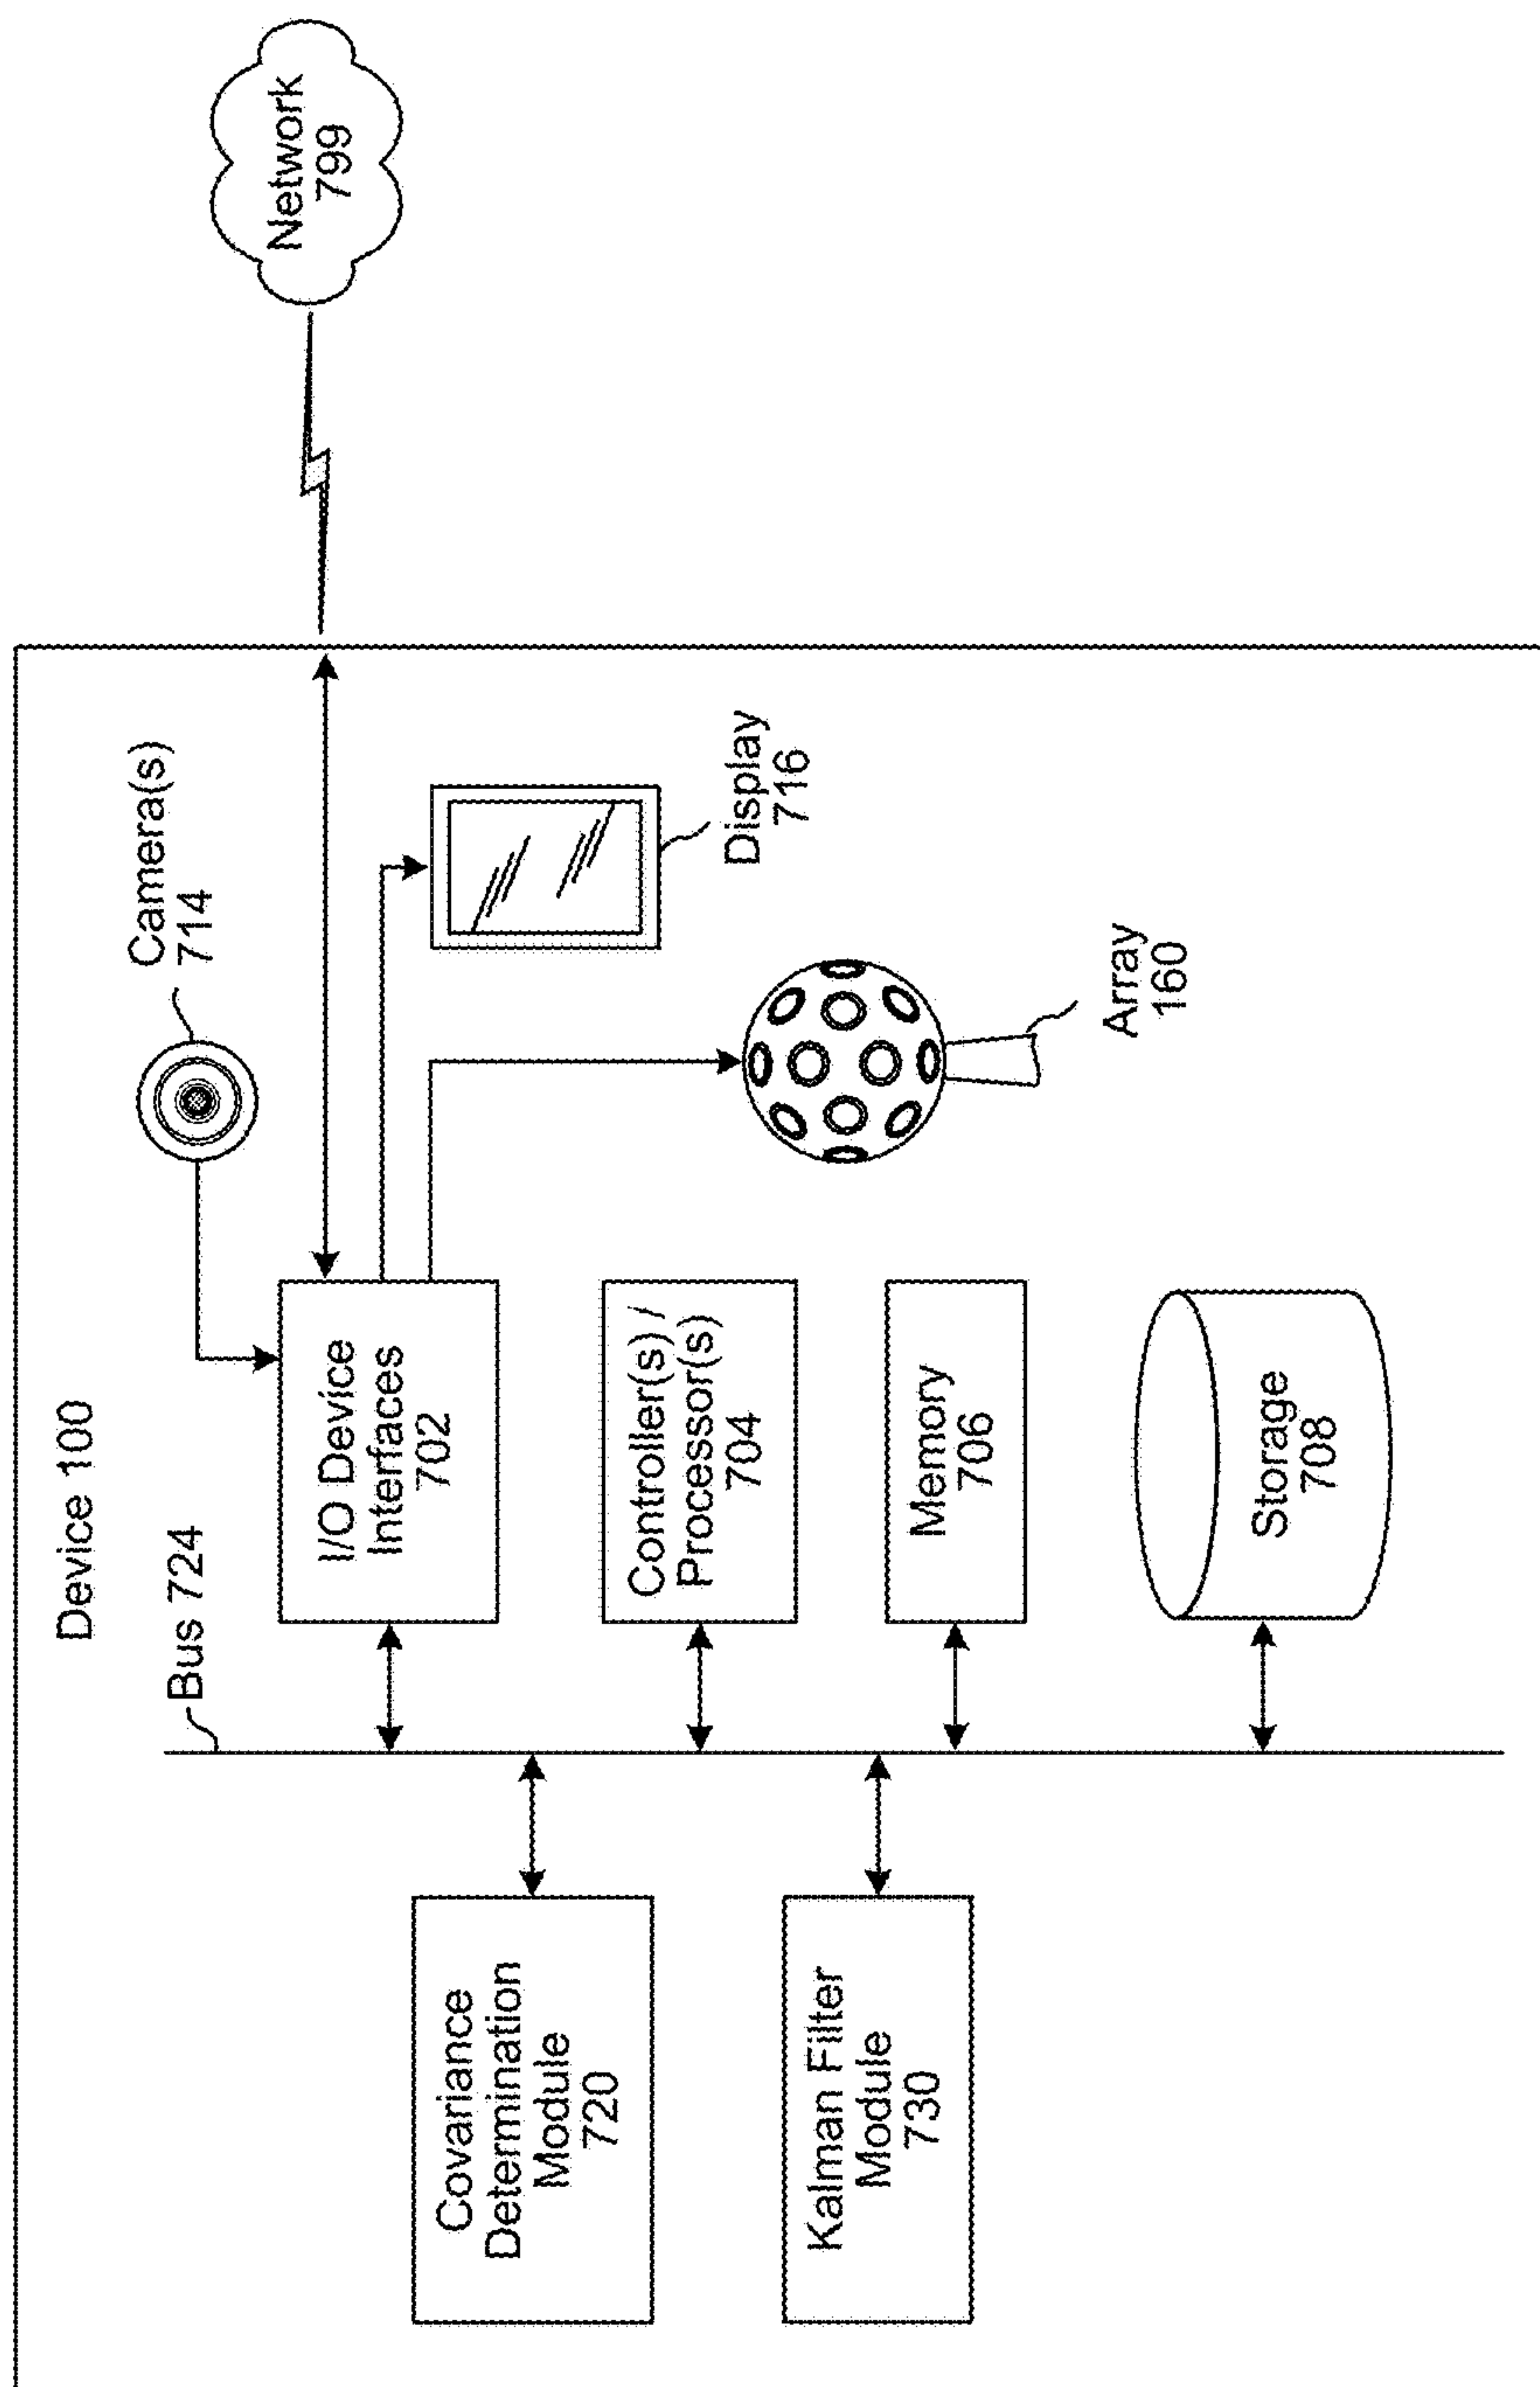 Device 100
Bus 724
Covariance
Determination
Module
720
Kalman Filter
Module
730
I/O Device
Interfaces
702
Controller(s) /
Processor(s)
704
Memory
706
Storage
708
Camera(s)
714
Display
716
Array
160
Network
799